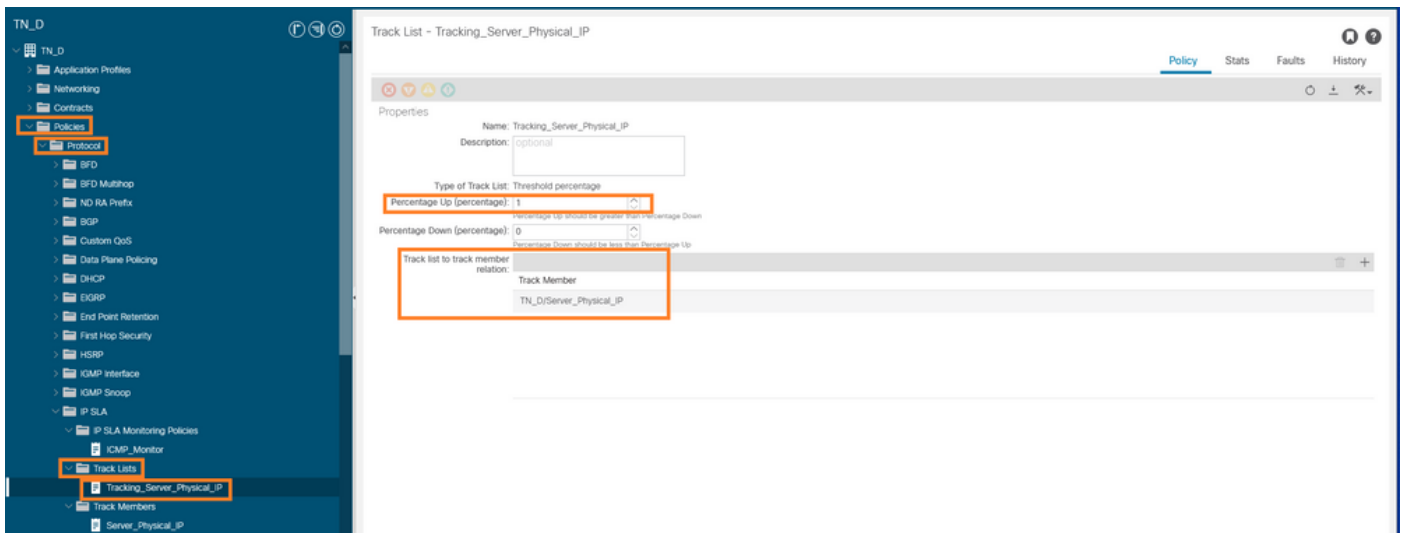 TN_D
TN_D
Application Profiles
Networking
Contracts
Policies
Protocol
BFD
BFD Multihop
ND RA Prefix
BGP
Custom QoS
Data Plane Policing
DHCP
EIGRP
End Point Retention
First Hop Security
HSRP
IGMP Interface
IGMP Snoop
IP SLA
IP SLA Monitoring Policies
ICMP_Monitor
Track Lists
Tracking_Server_Physical_IP
Track Members
Server_Physical_IP
Track List - Tracking_Server_Physical_IP
Policy Stats Faults History
Properties
Name: Tracking_Server_Physical_IP
Description: optional
Type of Track List: Threshold percentage
Percentage Up (percentage): 1
Percentage Up should be greater than Percentage Down
Percentage Down (percentage): 0
Percentage Down should be less than Percentage Up
Track list to track member
relation:
Track Member
TN_D/Server_Physical_IP